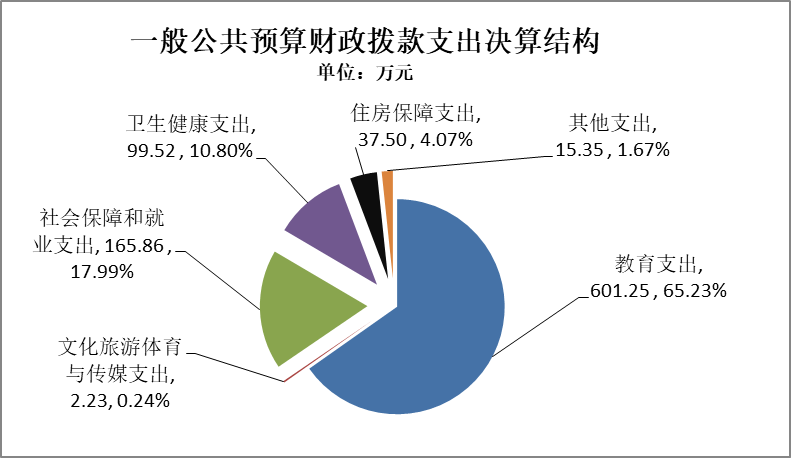 一般公共预算财政拨款支出决算结构
单位：万元
卫生健康支出,
99.52 , 10.80%
住房保障支出,
37.50 , 4.07%
其他支出,
15.35 , 1.67%
社会保障和就
业支出, 165.86 ,
17.99%
教育支出,
601.25 , 65.23%
文化旅游体育
与传媒支出,
2.23, 0.24%